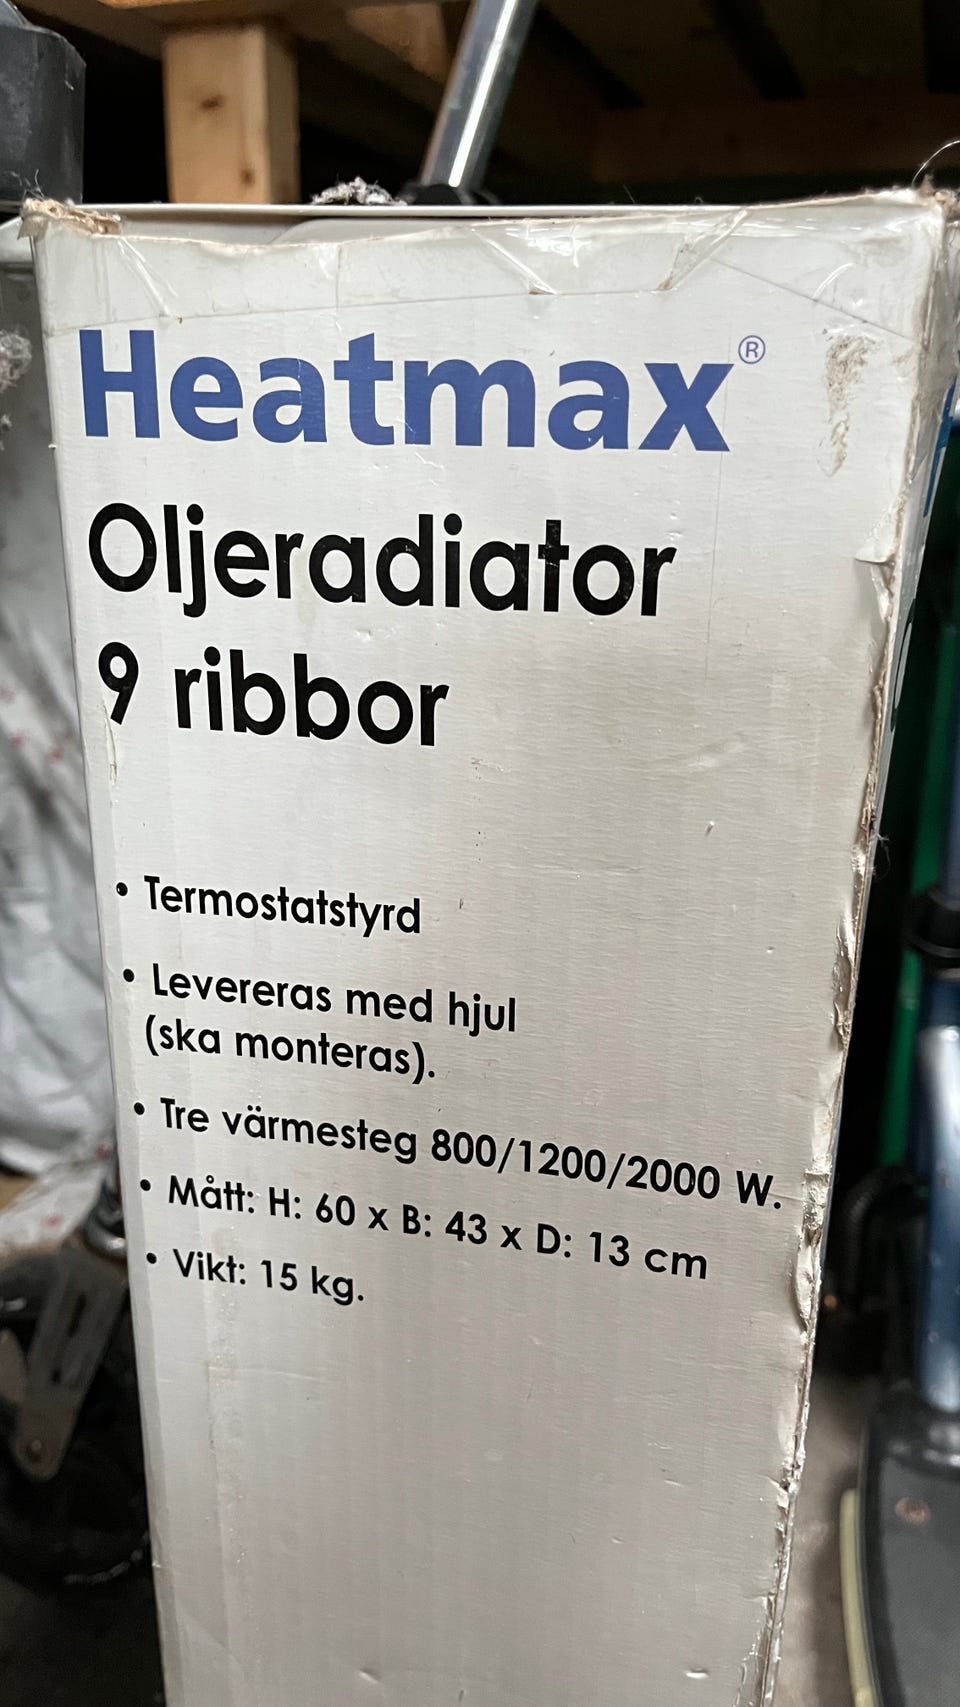 Heatmax®
Oljeradiator
9 ribbor
• Termostatstyrd
• Levereras med hjul
(ska monteras).
• Tre värmesteg 800/1200/2000 W.
• Mått: H: 60 x B: 43 x D: 13 cm
• Vikt: 15 kg.